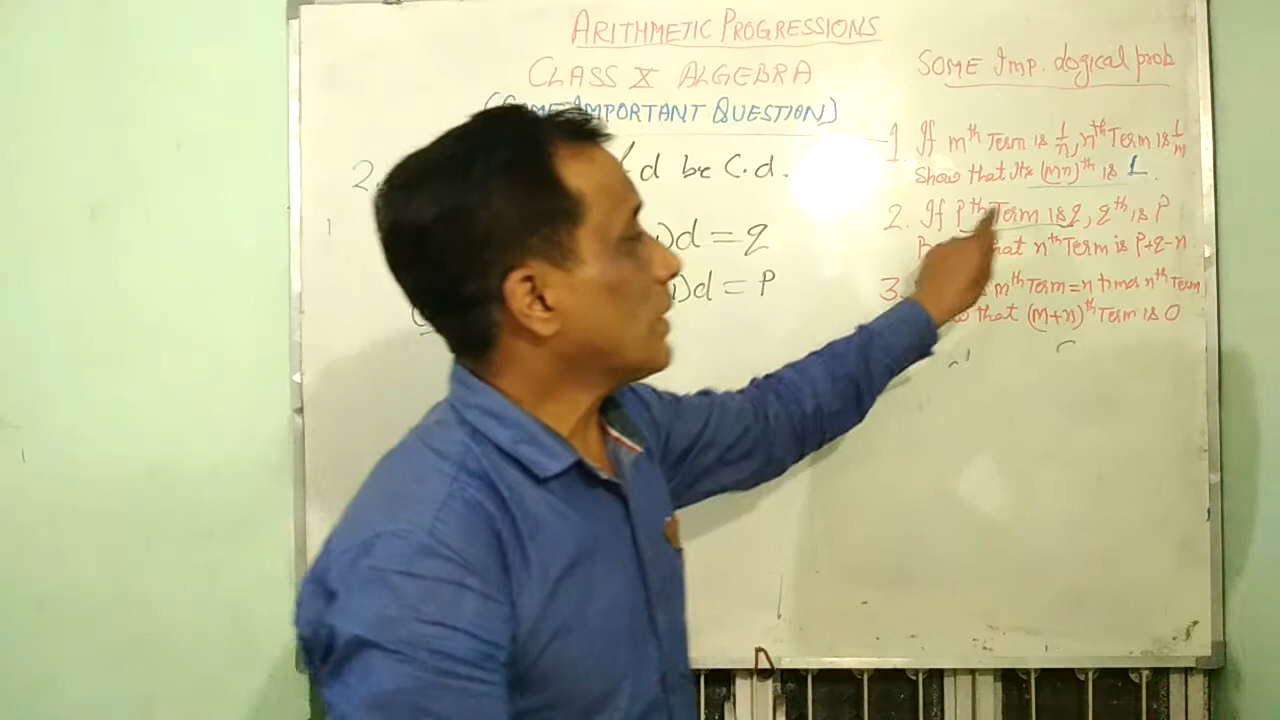 ARITHMETIC PROGRESSIONS
CLASS X ALGEBRA
IMPORTANT QUESTION)
2.
d be C.d.
)d = q
)d = P
SOME Imp. Logical prob
1. If mth Term is 1/n, nth Term is 1/m
Show that its (mn)th is 1.
2. If Pth Term is q, qth is P
that nth Term is P+q-n
3. mth Term = n times nth Term
that (m+n)th Term is 0